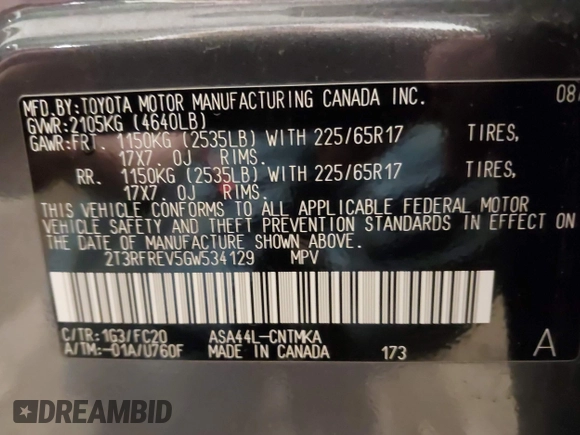 MFD.BY:TOYOTA MOTOR MANUFACTURING CANADA INC. 08/
GVWR:2105KG (4640LB)
GAWR:FRT. 1150KG (2535LB) WITH 225/65R17 TIRES,
17X7.0J RIMS.
RR. 1150KG (2535LB) WITH 225/65R17 TIRES,
17X7.0J RIMS.
THIS VEHICLE CONFORMS TO ALL APPLICABLE FEDERAL MOTOR
VEHICLE SAFETY AND THEFT PREVENTION STANDARDS IN EFFECT ON
THE DATE OF MANUFACTURE SHOWN ABOVE.
2T3RFREV5GW534129 MPV
C/TR:1G3/FC20 ASA44L-CNTMKA
A/TM:-01A/U760F MADE IN CANADA 173 A
DREAMBID